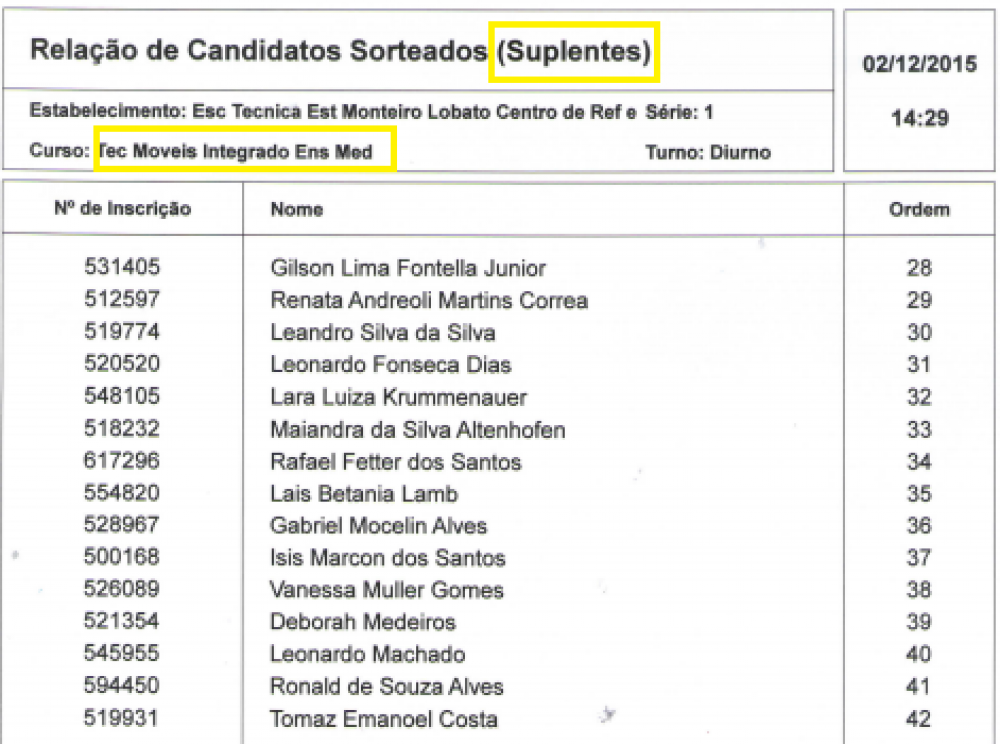 Relação de Candidatos Sorteados (Suplentes)
02/12/2015
14:29
Estabelecimento: Esc Tecnica Est Monteiro Lobato Centro de Ref e Série: 1
Curso: Tec Moveis Integrado Ens Med Turno: Diurno
Nº de Inscrição Nome Ordem
531405 Gilson Lima Fontella Junior 28
512597 Renata Andreoli Martins Correa 29
519774 Leandro Silva da Silva 30
520520 Leonardo Fonseca Dias 31
548105 Lara Luiza Krummenauer 32
518232 Maiandra da Silva Altenhofen 33
617296 Rafael Fetter dos Santos 34
554820 Lais Betania Lamb 35
528967 Gabriel Mocelin Alves 36
500168 Isis Marcon dos Santos 37
526089 Vanessa Muller Gomes 38
521354 Deborah Medeiros 39
545955 Leonardo Machado 40
594450 Ronald de Souza Alves 41
519931 Tomaz Emanoel Costa 42